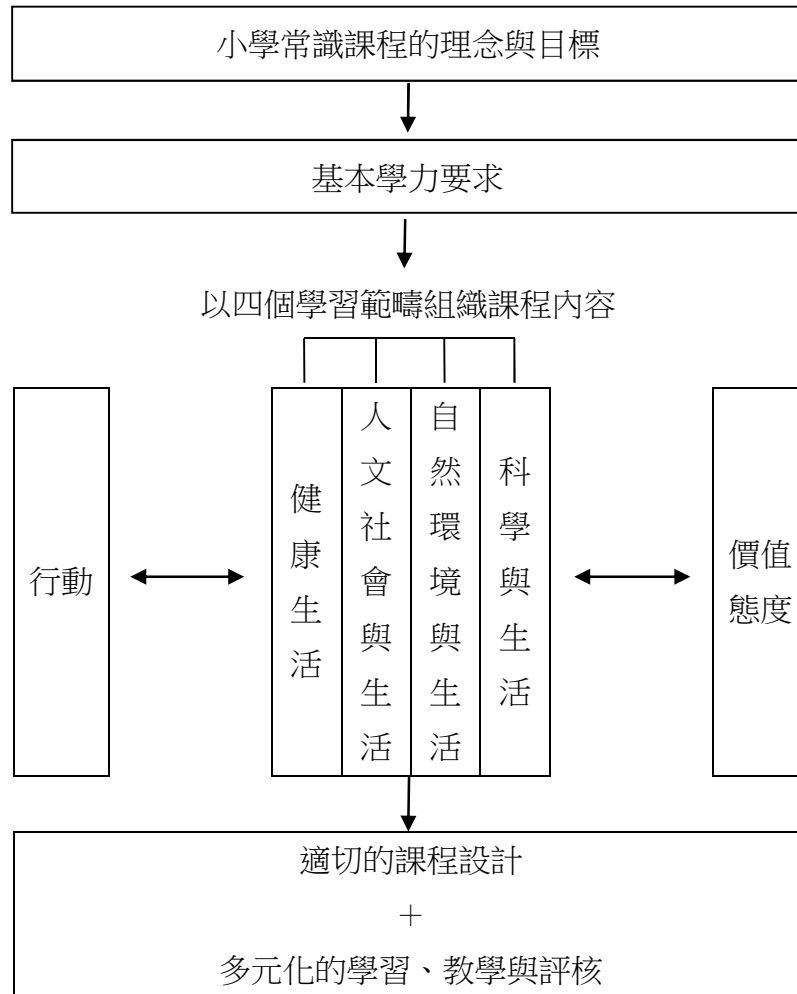 小學常識課程的理念與目標
基本學力要求
以四個學習範疇組織課程內容
行動
健康生活
人文社會與生活
自然環境與生活
科學與生活
價值
態度
適切的課程設計
＋
多元化的學習、教學與評核